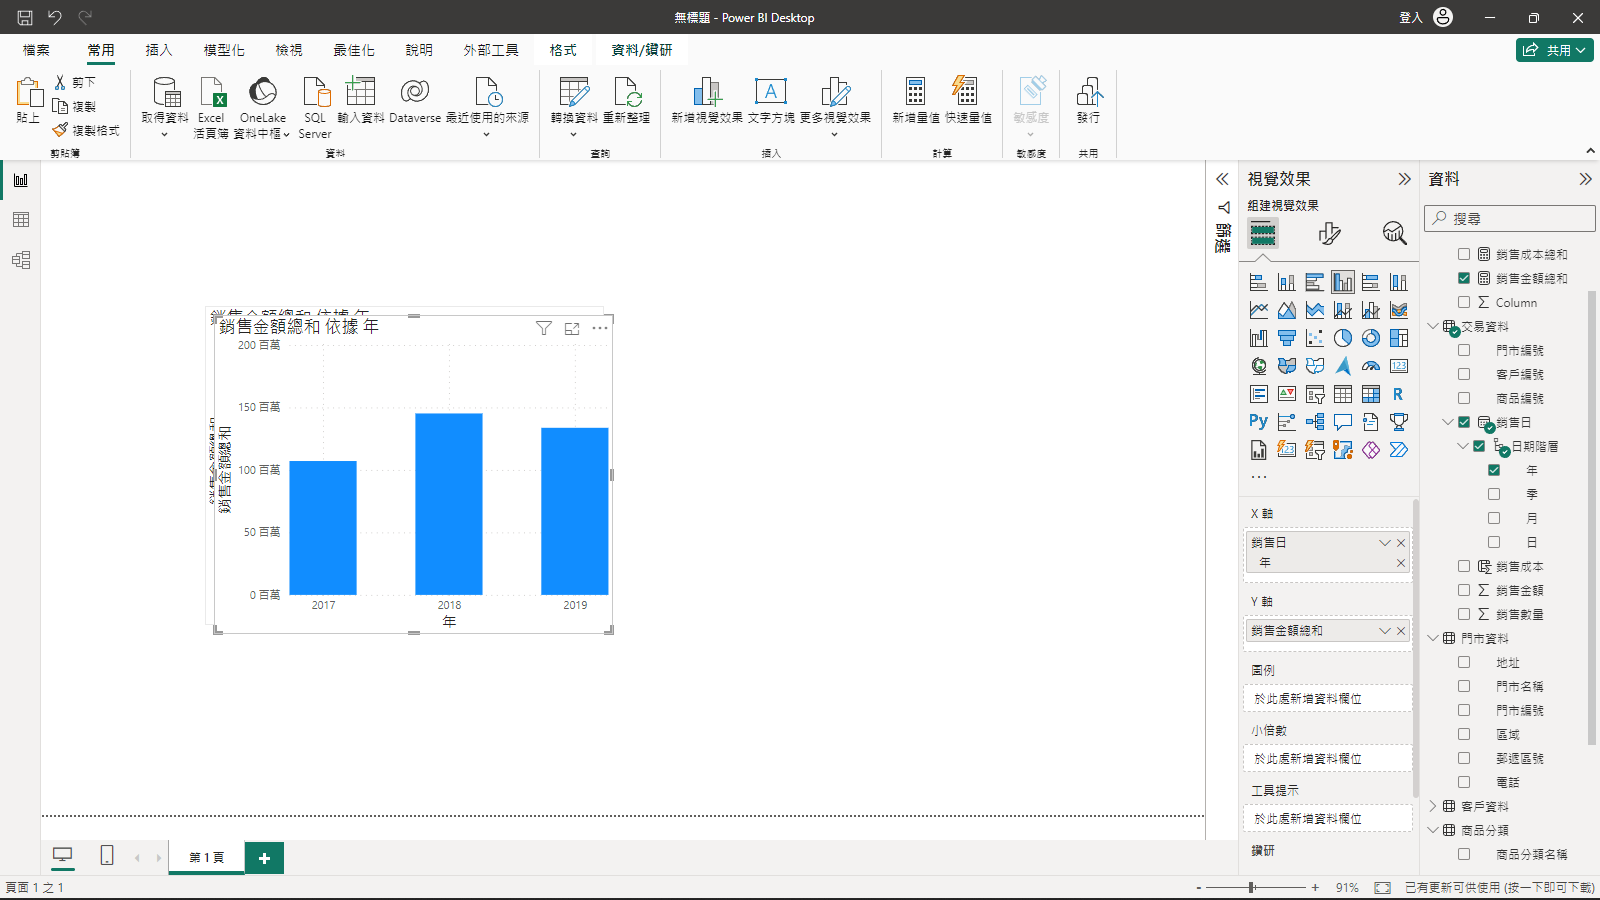 無標題 - Power BI Desktop
登入
檔案 常用 插入 模型化 檢視 最佳化 說明 外部工具 格式 資料/鑽研
共用
貼上
剪下
複製
複製格式
剪貼簿
取得資料
Excel 活頁簿
OneLake 資料中樞
SQL Server
輸入資料
Dataverse
最近使用的來源
資料
轉換資料
重新整理
查詢
新增視覺效果
文字方塊
更多視覺效果
插入
新增量值
快速量值
計算
敏感度
敏感度
發行
共用
銷售金額總和 依據 年
銷售金額總和 依據 年
200 百萬
150 百萬
100 百萬
50 百萬
0 百萬
銷售金額總和
2017 2018 2019
年
篩選
視覺效果
組建視覺效果
123
R
Py
X 軸
銷售日
年
Y 軸
銷售金額總和
圖例
於此處新增資料欄位
小倍數
於此處新增資料欄位
工具提示
於此處新增資料欄位
鑽研
資料
搜尋
銷售成本總和
銷售金額總和
Column
交易資料
門市編號
客戶編號
商品編號
銷售日
日期階層
年
季
月
日
銷售成本
銷售金額
銷售數量
門市資料
地址
門市名稱
門市編號
區域
郵遞區號
電話
客戶資料
商品分類
商品分類名稱
第 1 頁
頁面 1 之 1
- + 91%
已有更新可供使用 (按一下即可下載)